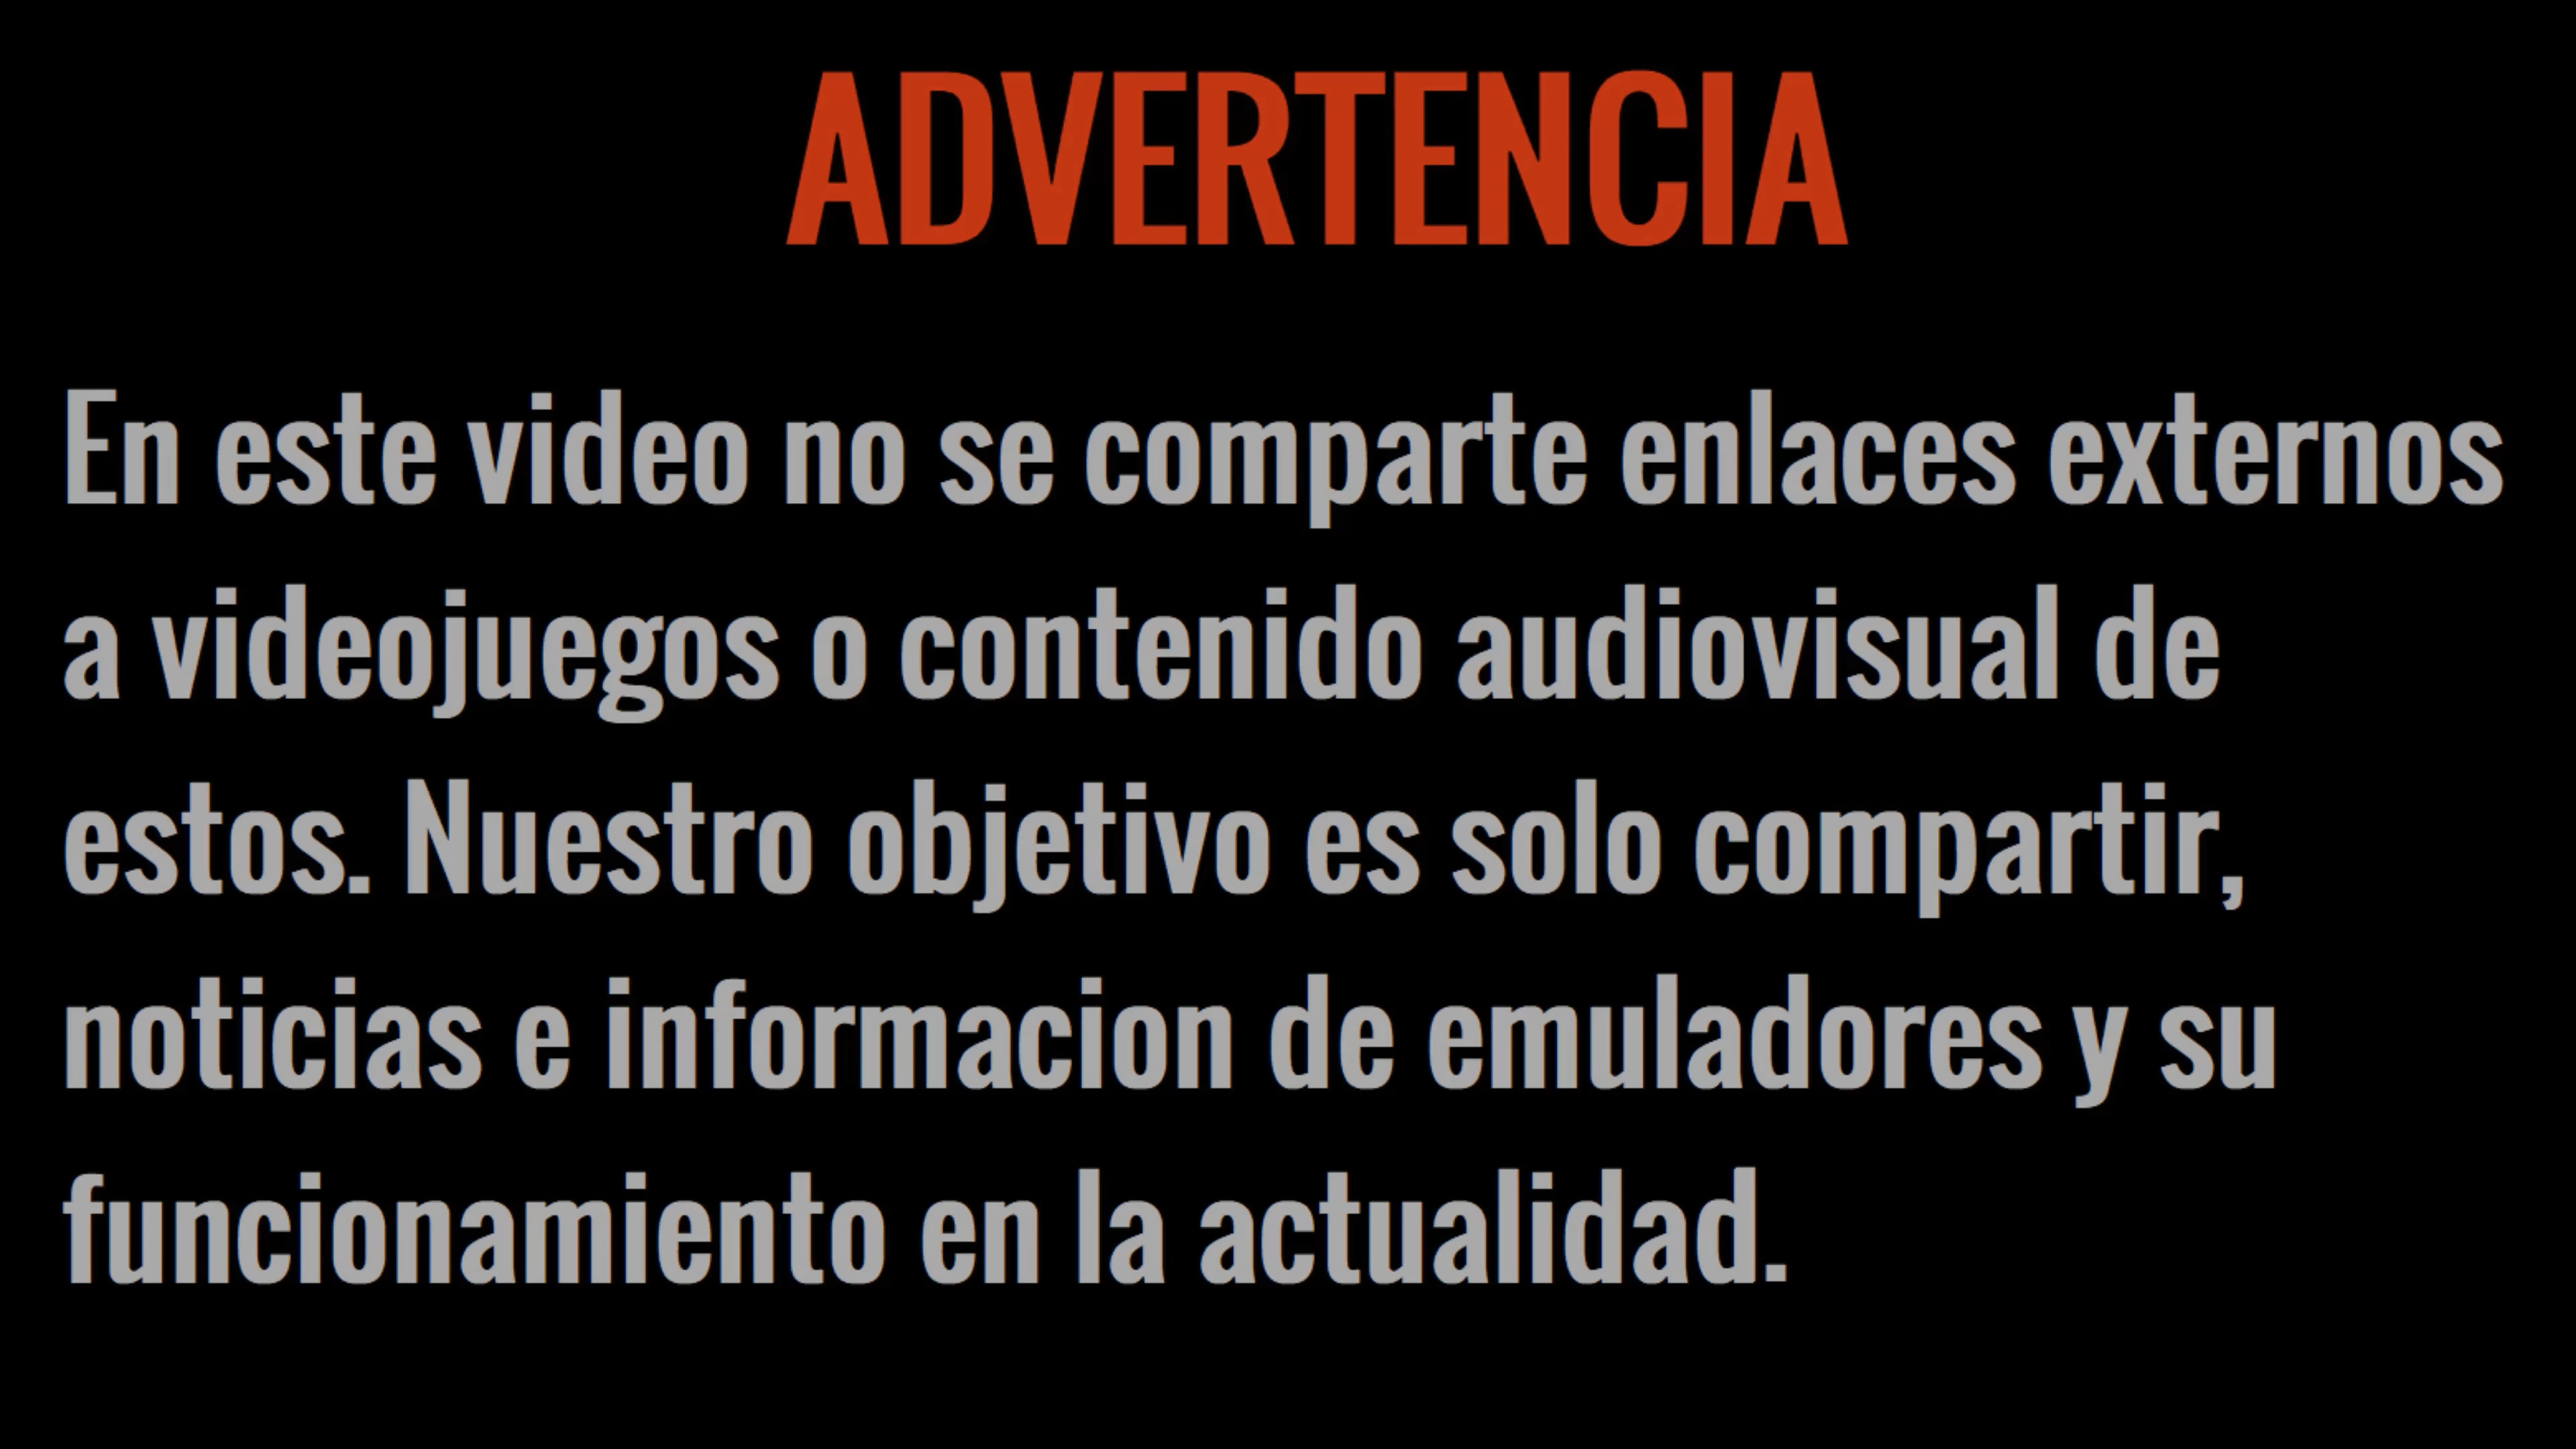 ADVERTENCIA
En este video no se comparte enlaces externos
a videojuegos o contenido audiovisual de
estos. Nuestro objetivo es solo compartir,
noticias e informacion de emuladores y su
funcionamiento en la actualidad.